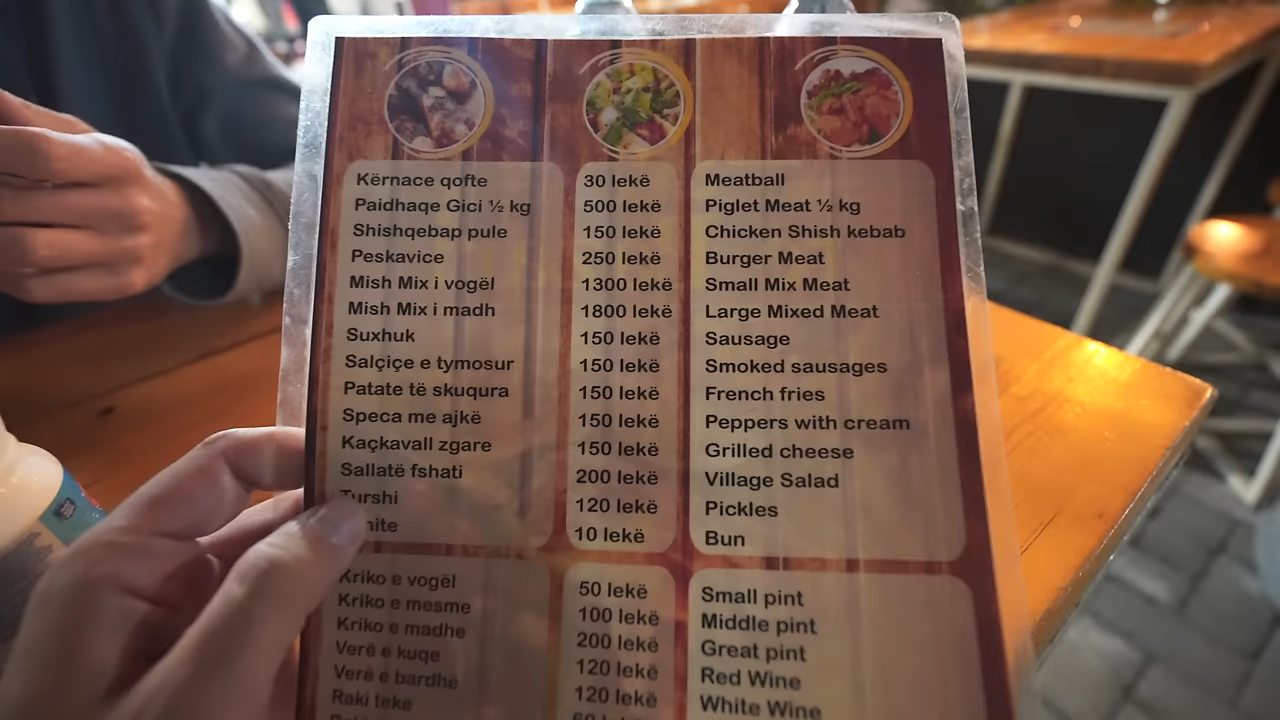 Kërnace qofte 30 lekë Meatball
Paidhaqe Gici ½ kg 500 lekë Piglet Meat ½ kg
Shishqebap pule 150 lekë Chicken Shish kebab
Peskavice 250 lekë Burger Meat
Mish Mix i vogël 1300 lekë Small Mix Meat
Mish Mix i madh 1800 lekë Large Mixed Meat
Suxhuk 150 lekë Sausage
Salçiçe e tymosur 150 lekë Smoked sausages
Patate të skuqura 150 lekë French fries
Speca me ajkë 150 lekë Peppers with cream
Kaçkavall zgare 150 lekë Grilled cheese
Sallatë fshati 200 lekë Village Salad
Turshi 120 lekë Pickles
10 lekë Bun
Kriko e vogël 50 lekë Small pint
Kriko e mesme 100 lekë Middle pint
Kriko e madhe 200 lekë Great pint
Verë e kuqe 120 lekë Red Wine
Verë e bardhë 120 lekë White Wine
Raki teke